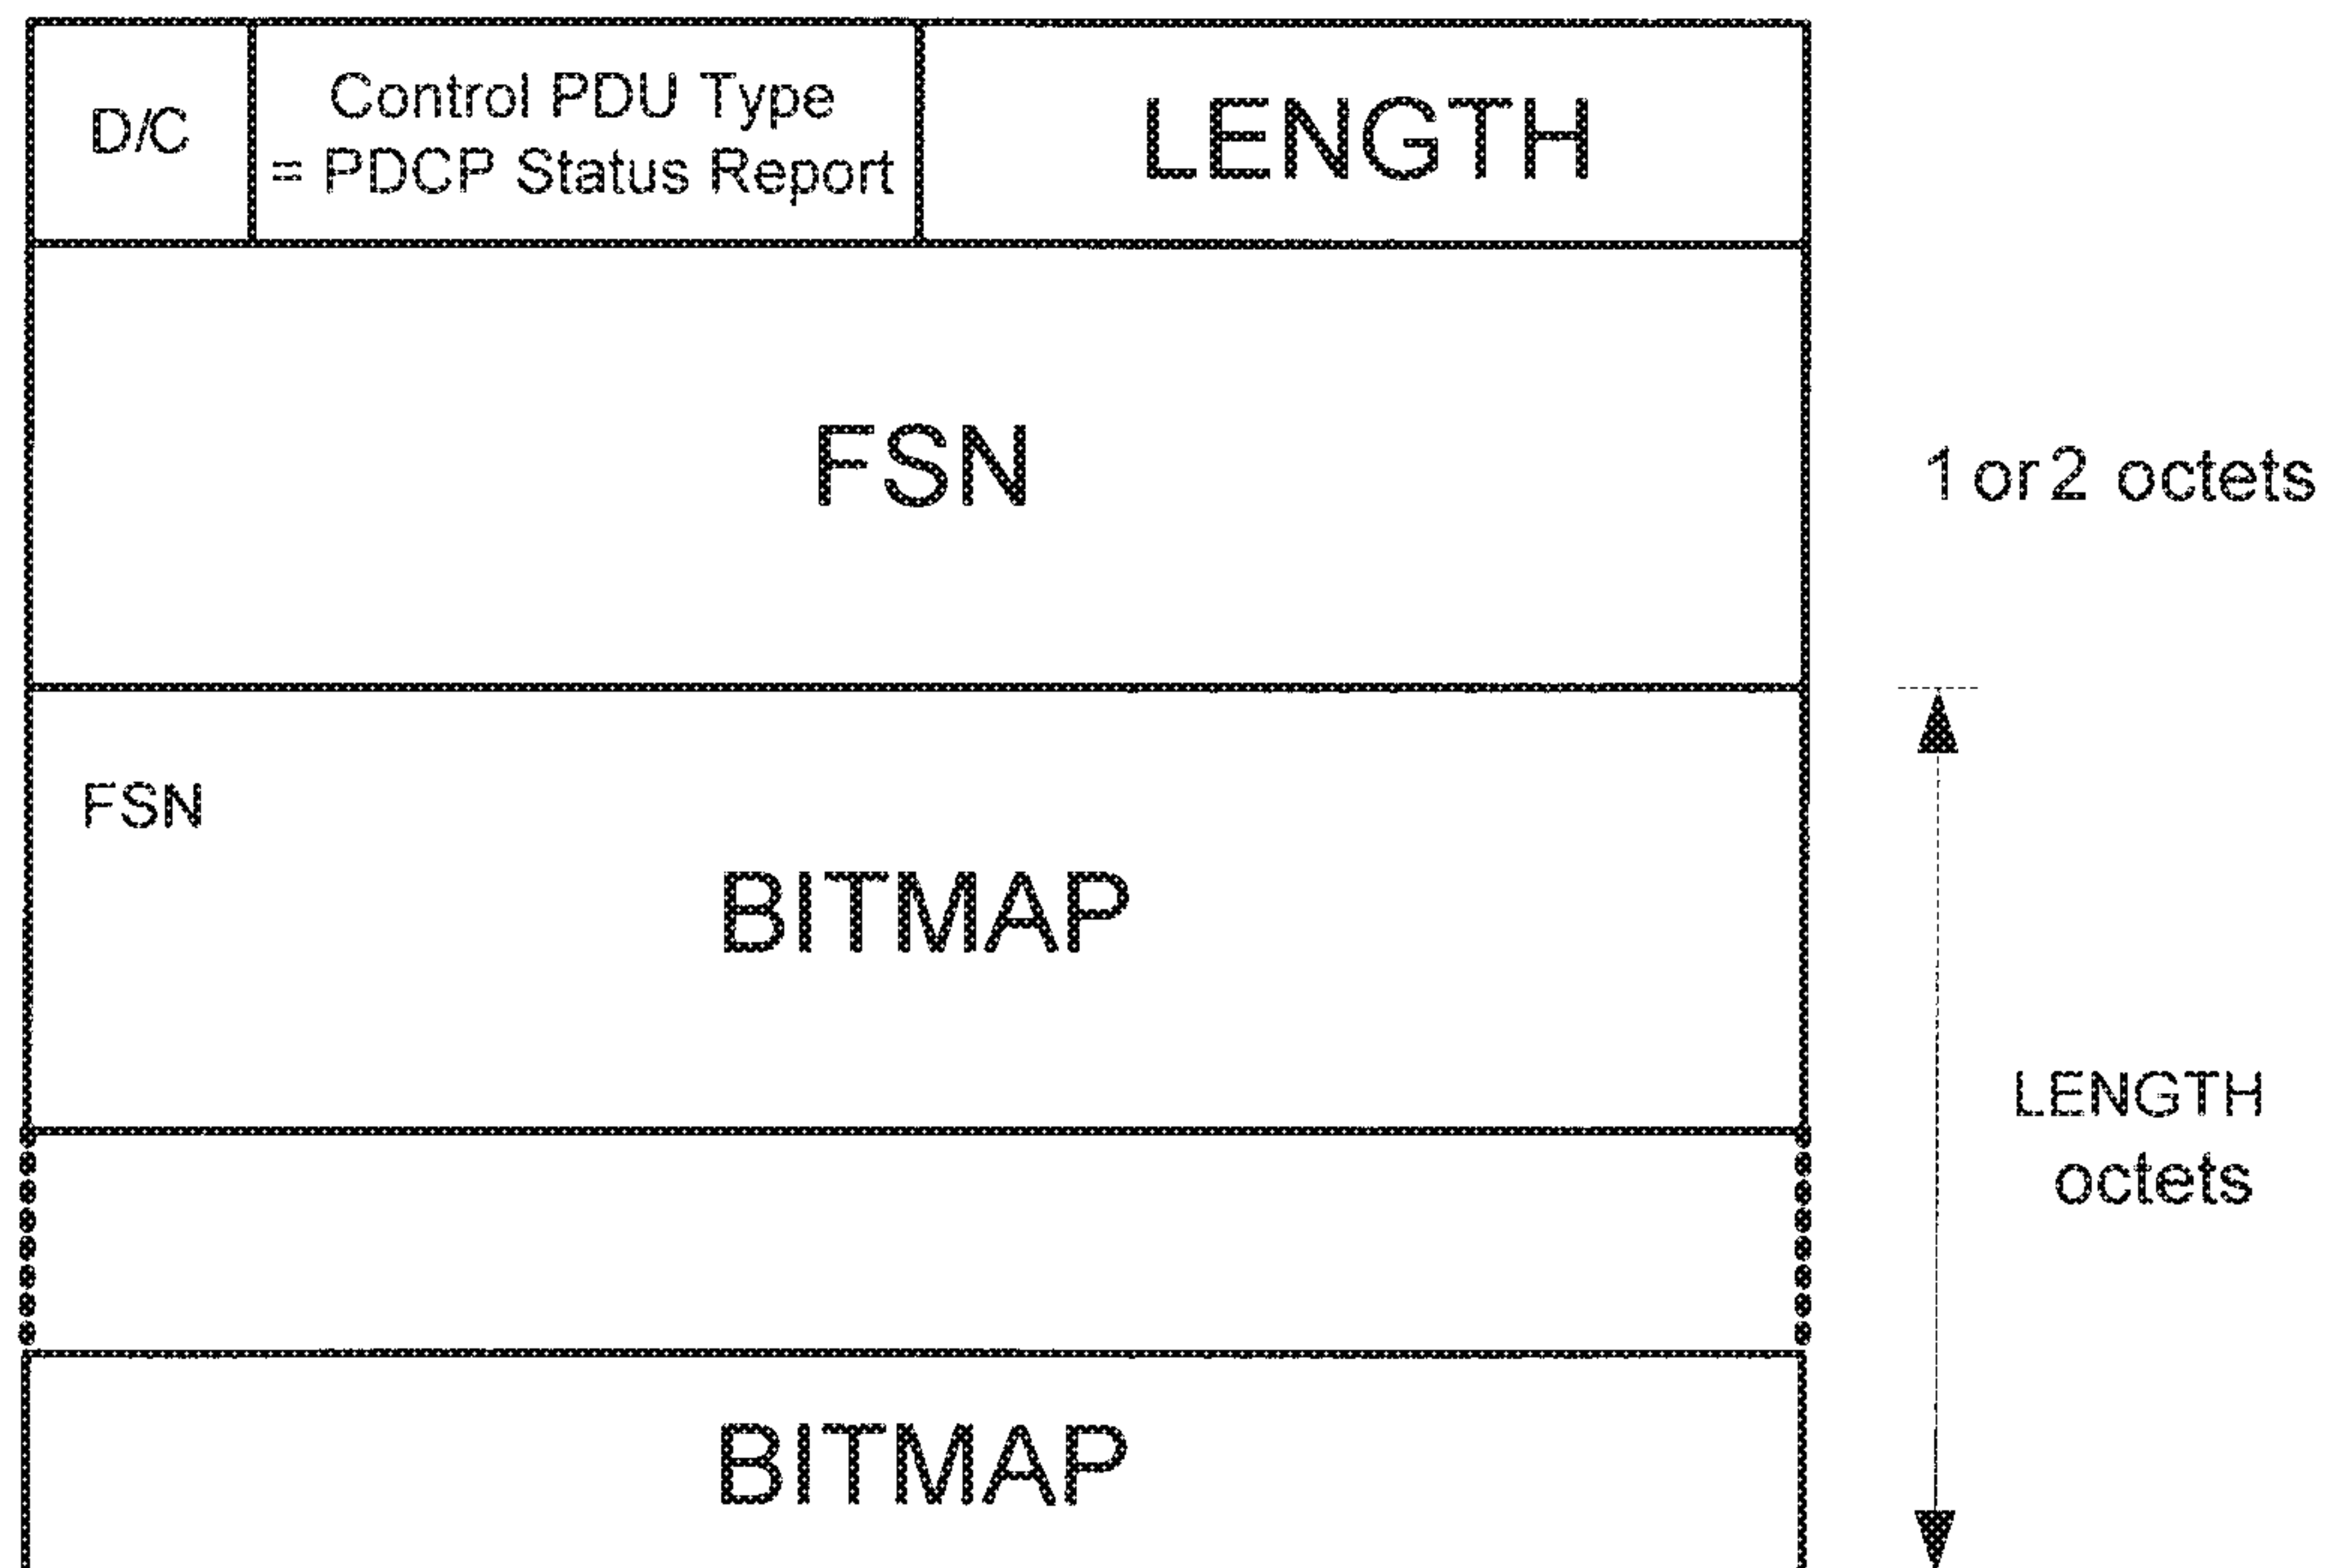 D/C
Control PDU Type
= PDCP Status Report
LENGTH
FSN
1 or 2 octets
FSN
BITMAP
LENGTH
octets
BITMAP